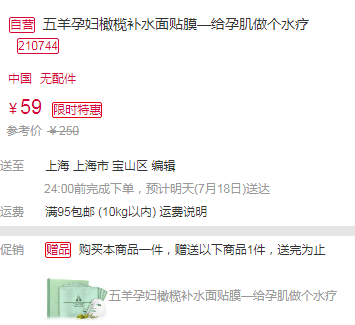 自营 五羊孕妇橄榄补水面贴膜—给孕肌做个水疗
210744
中国 无配件
¥59 限时特惠
参考价 ¥250
送至 上海 上海市 宝山区 编辑
24:00前完成下单，预计明天(7月18日)送达
运费 满95包邮 (10kg以内) 运费说明
促销 赠品 购买本商品一件，赠送以下商品1件，送完为止
五羊孕妇橄榄补水面贴膜—给孕肌做个水疗